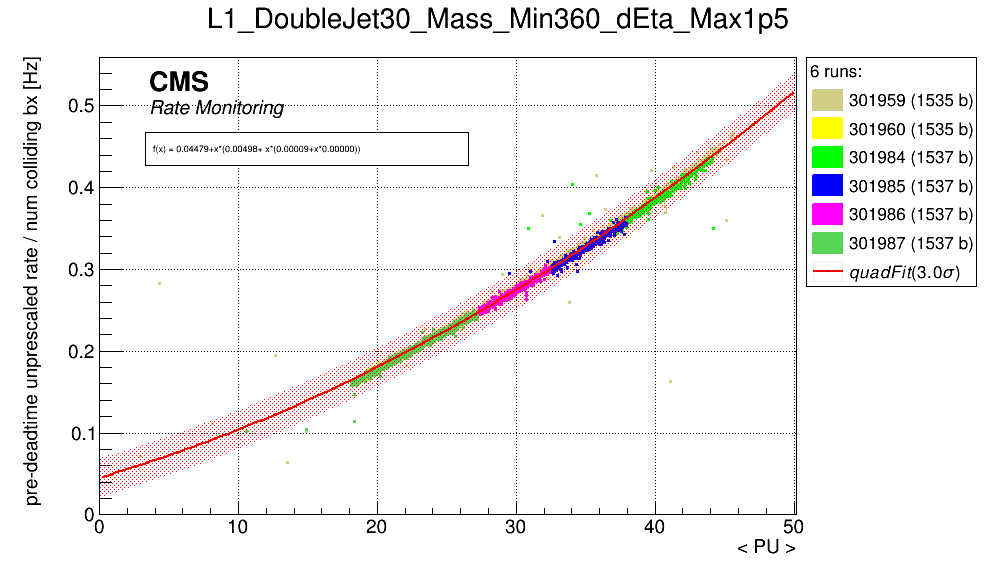 L1_DoubleJet30_Mass_Min360_dEta_Max1p5
pre-deadtime unprescaled rate / num colliding bx [Hz]
CMS
Rate Monitoring
f(x) = 0.04479+x*(0.00498+ x*(0.00009+x*0.00000))
0.5
0.4
0.3
0.2
0.1
0
0 10 20 30 40 50
< PU >
6 runs:
301959 (1535 b)
301960 (1535 b)
301984 (1537 b)
301985 (1537 b)
301986 (1537 b)
301987 (1537 b)
quadFit(3.0σ)